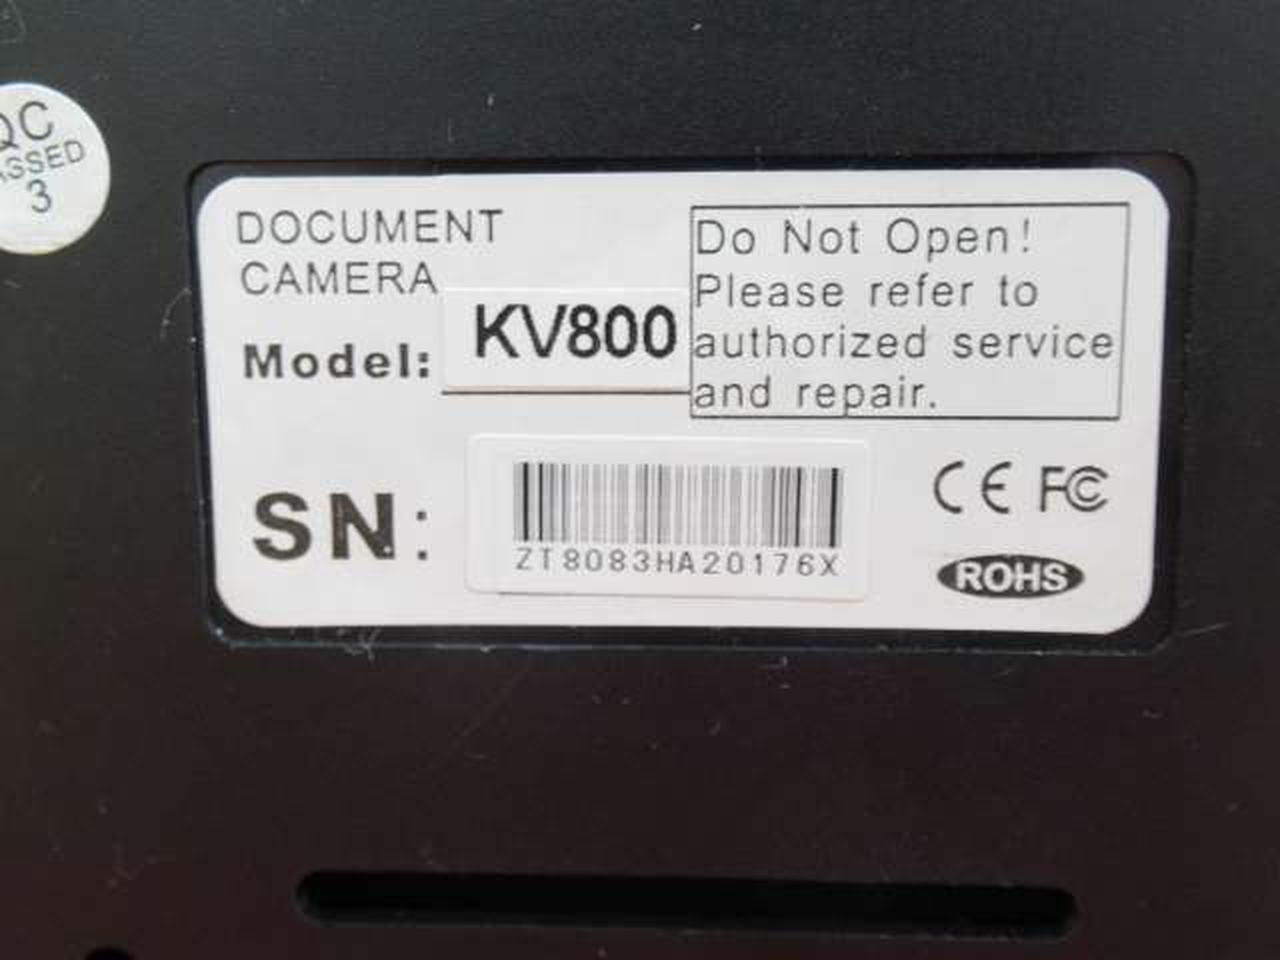 QC
PASSED
3
DOCUMENT
CAMERA
Model: KV800
Do Not Open!
Please refer to
authorized service
and repair.
SN:
ZT8083HA20176X
CE FC
ROHS